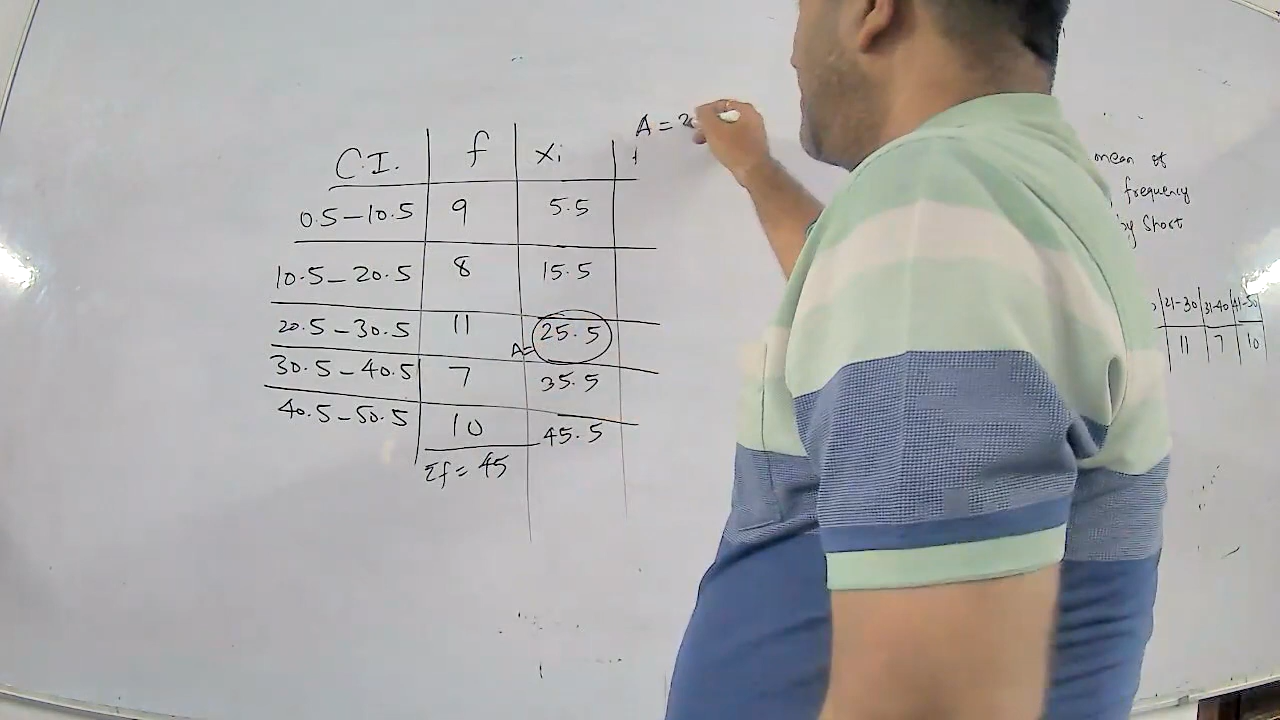 A = 2
C.I. f xi
0.5-10.5 9 5.5
10.5-20.5 8 15.5
20.5-30.5 11 A= 25.5
30.5-40.5 7 35.5
40.5-50.5 10 45.5
Σf = 45
mean of
frequency
by Short
21-30 31-40 41-50
11 7 10